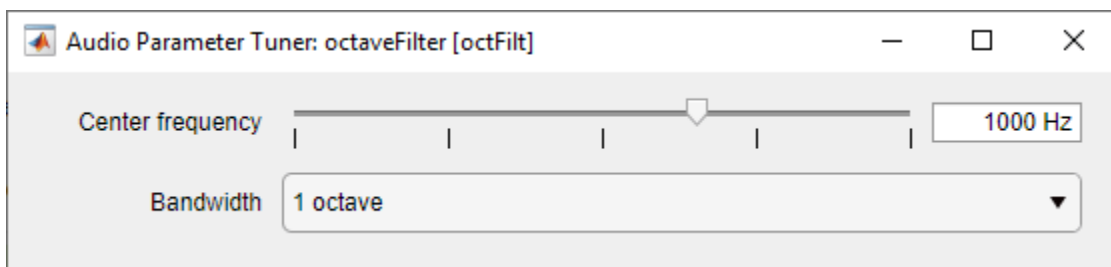 Audio Parameter Tuner: octaveFilter [octFilt]
Center frequency 1000 Hz
Bandwidth 1 octave